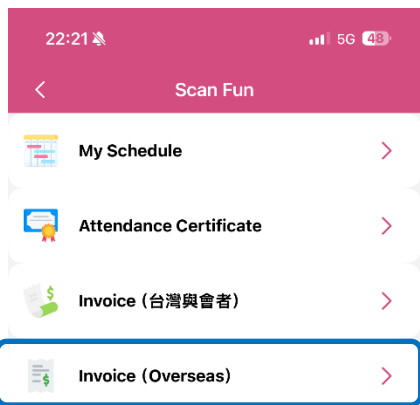 22:21 5G 48
Scan Fun
My Schedule
Attendance Certificate
Invoice (台灣與會者)
Invoice (Overseas)